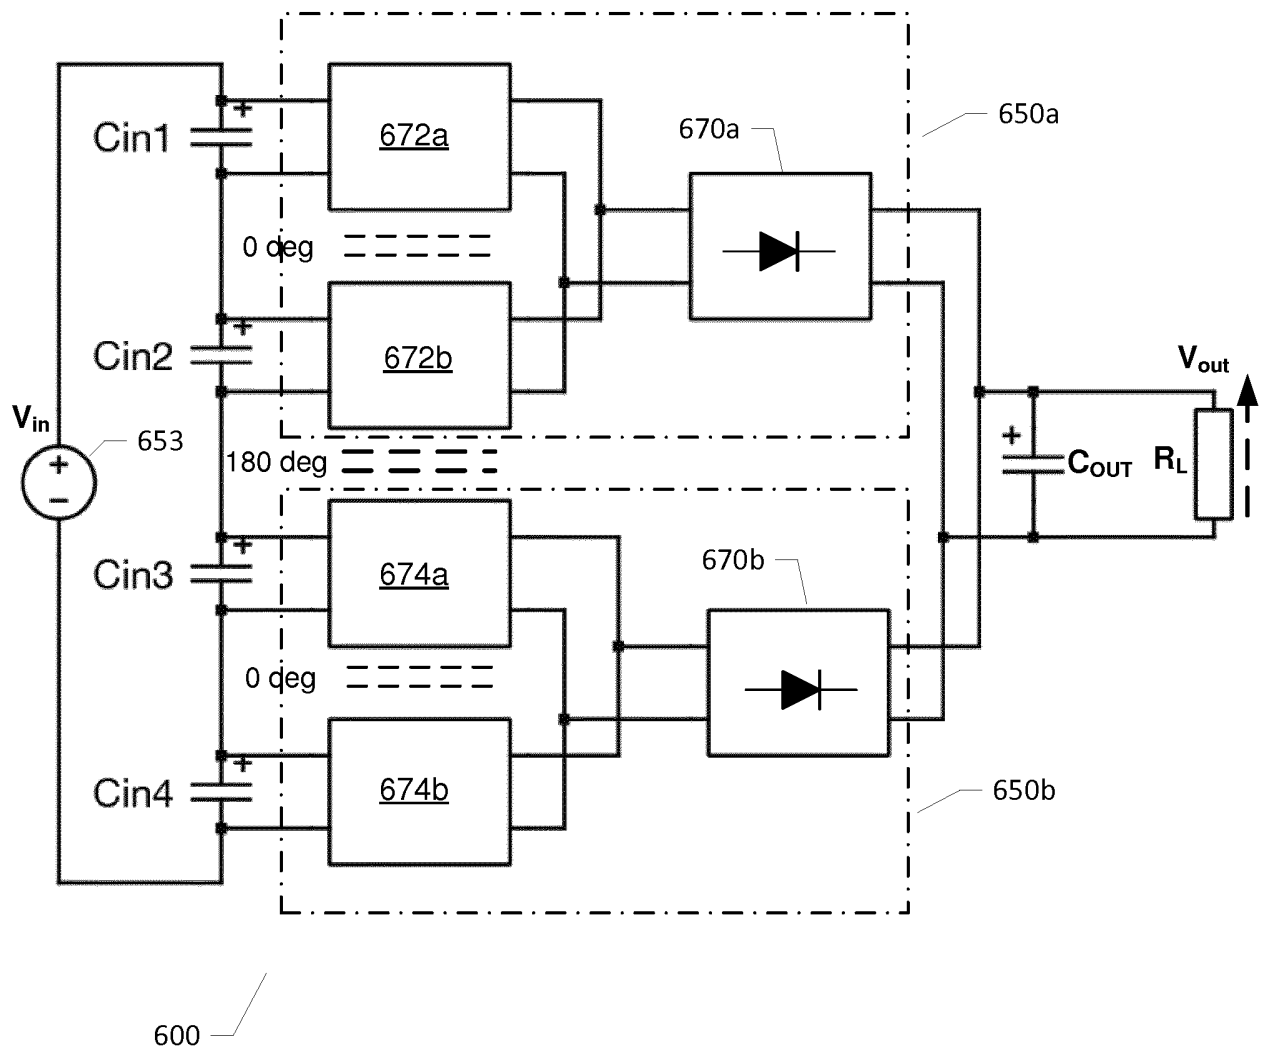 650a
670a
+
Cin1
672a
0 deg
+
Cin2
672b
Vout
Vin
653
+
−
180 deg
+
COUT
RL
+
Cin3
674a
670b
0 deg
+
Cin4
674b
650b
600